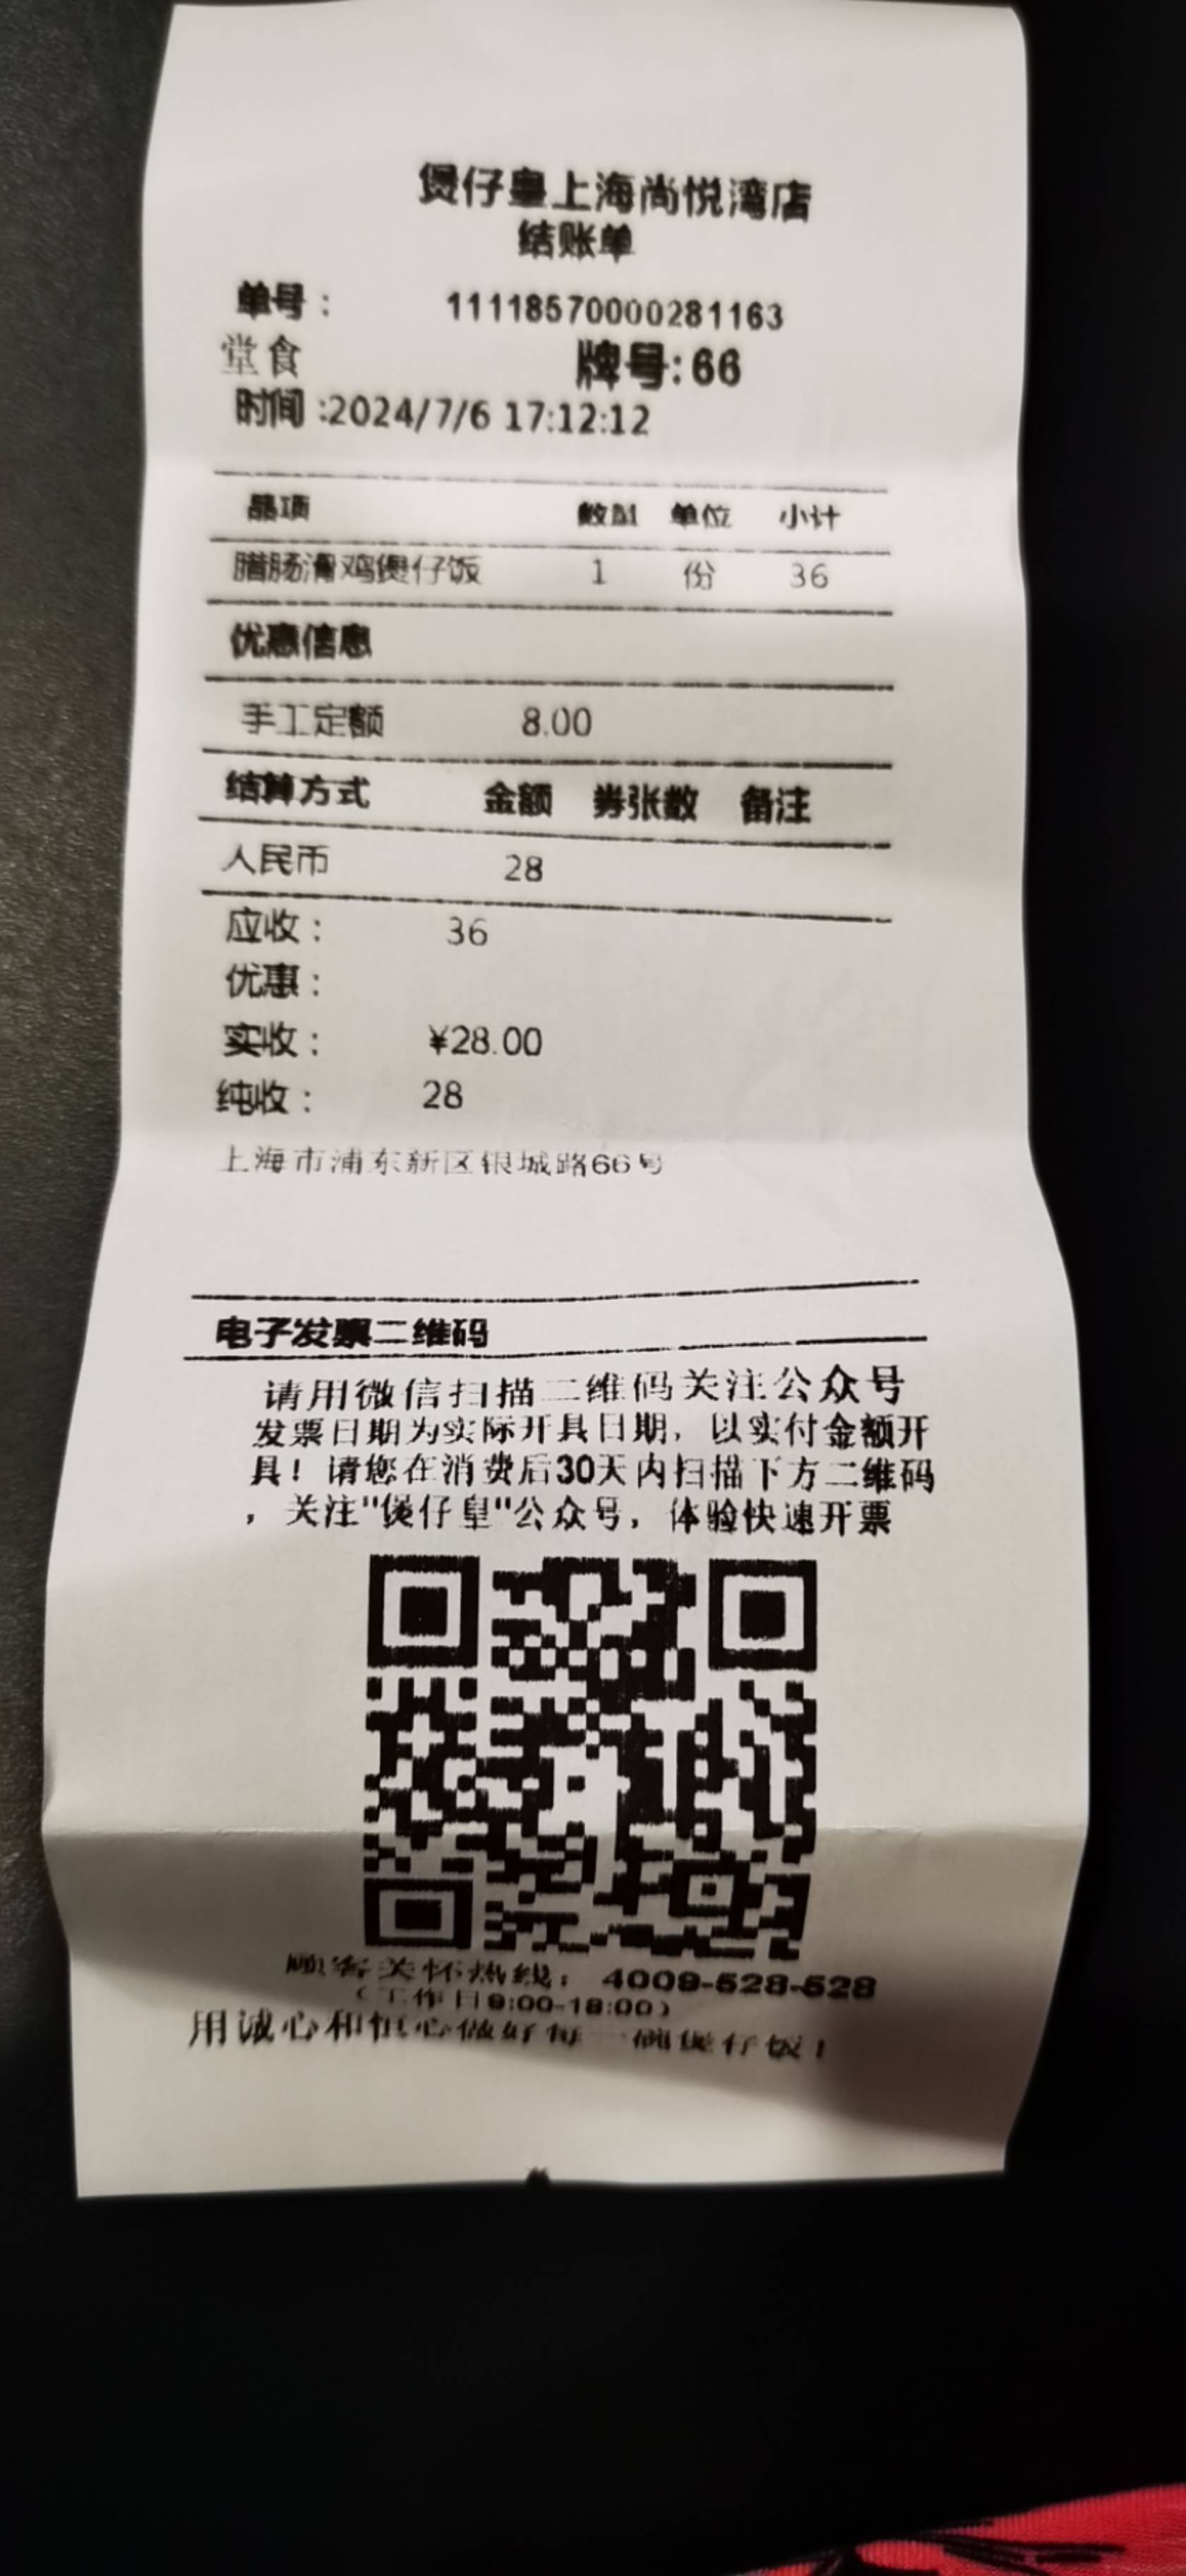 煲仔皇上海尚悦湾店
结账单
单号： 11118570000281163
堂食 牌号:66
时间:2024/7/6 17:12:12
品项 数量 单位 小计
腊肠滑鸡煲仔饭 1 份 36
优惠信息
手工定额 8.00
结算方式 金额 券张数 备注
人民币 28
应收： 36
优惠：
实收： ¥28.00
纯收： 28
上海市浦东新区银城路66号
电子发票二维码
请用微信扫描二维码关注公众号
发票日期为实际开具日期，以实付金额开
具！请您在消费后30天内扫描下方二维码
，关注"煲仔皇"公众号，体验快速开票
顾客关怀热线：4009-528-528
（工作日9:00-18:00）
用诚心和恒心做好每一碗煲仔饭！